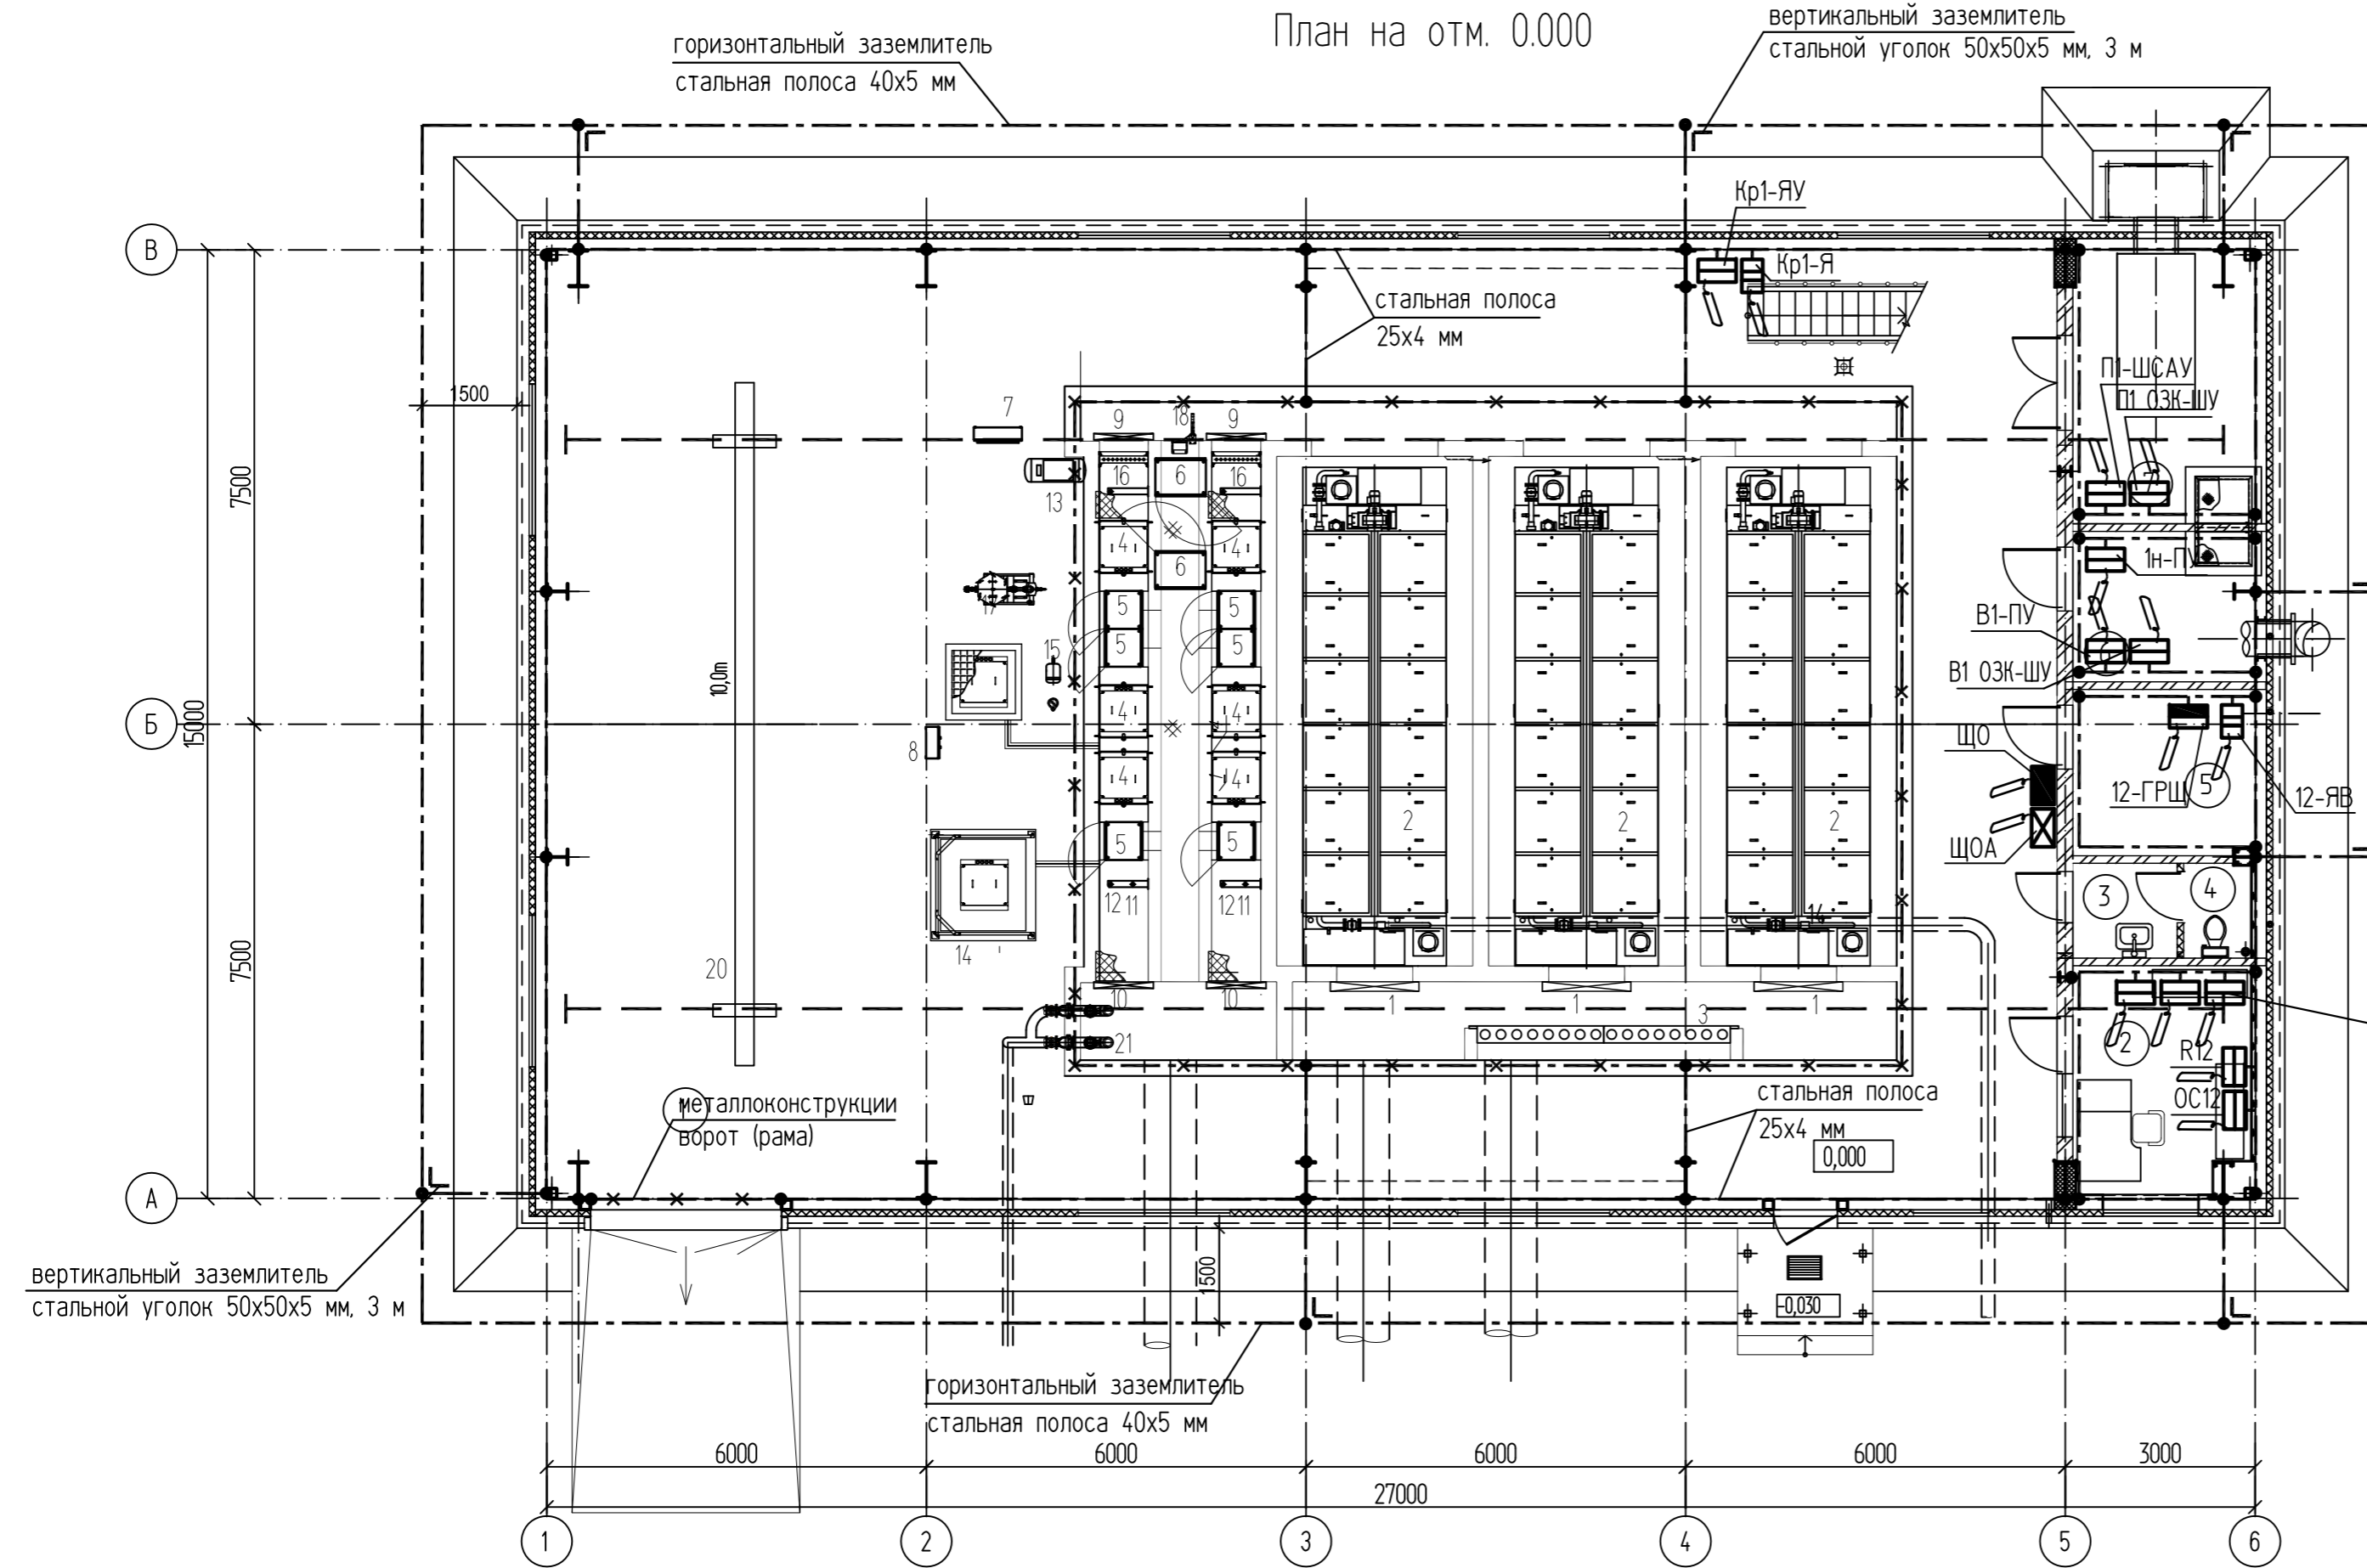 План на отм. 0.000
вертикальный заземлитель
стальной уголок 50х50х5 мм, 3 м
горизонтальный заземлитель
стальная полоса 40х5 мм
Кр1-ЯУ
В
Кр1-Я
стальная полоса
25х4 мм
П1-ШСАУ
1500
П1 ОЗК-ШУ
7
9
18
9
7500
16
6
16
7
13
4
4
6
1н-ПУ
17
5
5
В1-ПУ
15
5
5
6
В1 ОЗК-ШУ
10,0m
4
4
Б
15000
ЩО
8
4
4
12-ГРЩ
5
12-ЯВ
2
2
2
5
5
ЩОА
3
4
12
11
12
11
14
14
7500
20
10
10
1
1
1
3
21
2
R12
металлоконструкции
1
ворот (рама)
стальная полоса
25х4 мм
ОС12
0,000
А
вертикальный заземлитель
стальной уголок 50х50х5 мм, 3 м
1500
-0,030
горизонтальный заземлитель
стальная полоса 40х5 мм
6000
6000
6000
6000
3000
27000
1
2
3
4
5
6